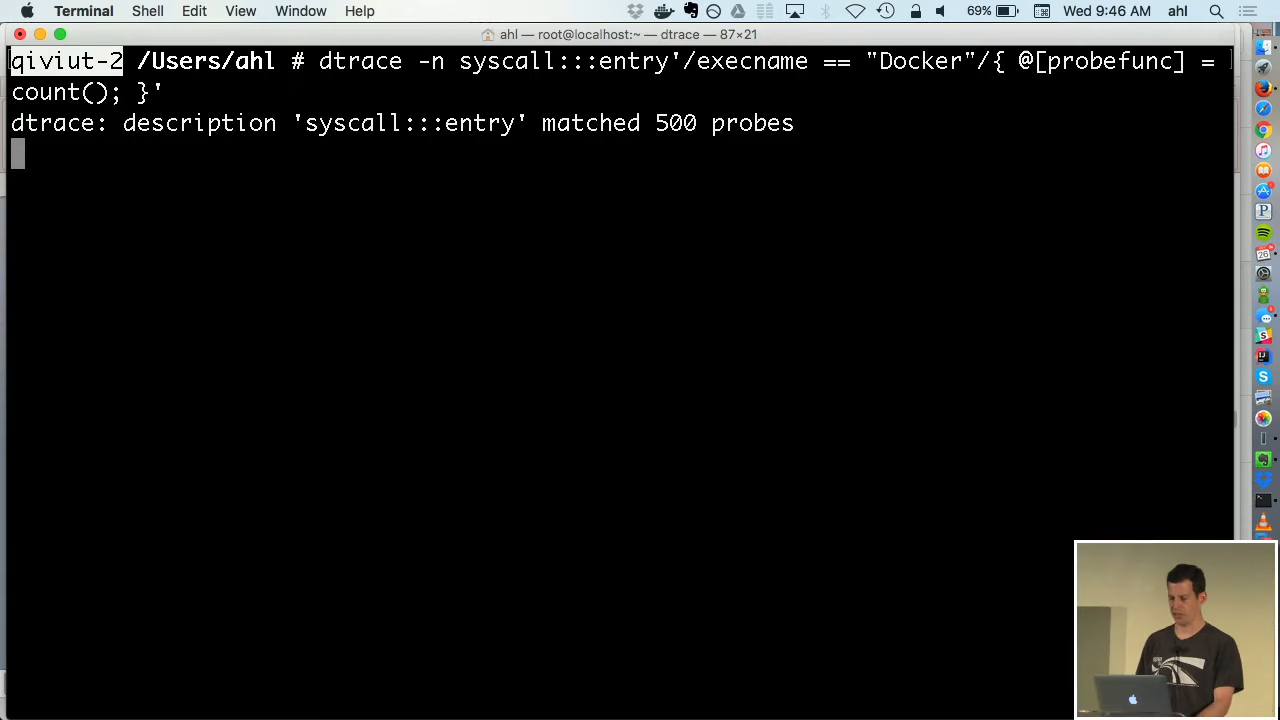 Terminal Shell Edit View Window Help 69% Wed 9:46 AM ahl
ahl — root@localhost:~ — dtrace — 87×21
qiviut-2 /Users/ahl # dtrace -n syscall:::entry'/execname == "Docker"/{ @[probefunc] =
count(); }'
dtrace: description 'syscall:::entry' matched 500 probes